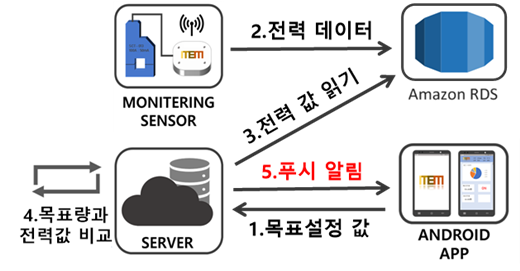 2.전력 데이터
MONITERING
SENSOR
Amazon RDS
3.전력 값 읽기
5.푸시 알림
4.목표량과
전력값 비교
SERVER
1.목표설정 값
ANDROID
APP